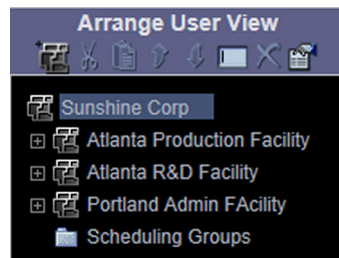 Arrange User View
Sunshine Corp
Atlanta Production Facility
Atlanta R&D Facility
Portland Admin FAcility
Scheduling Groups